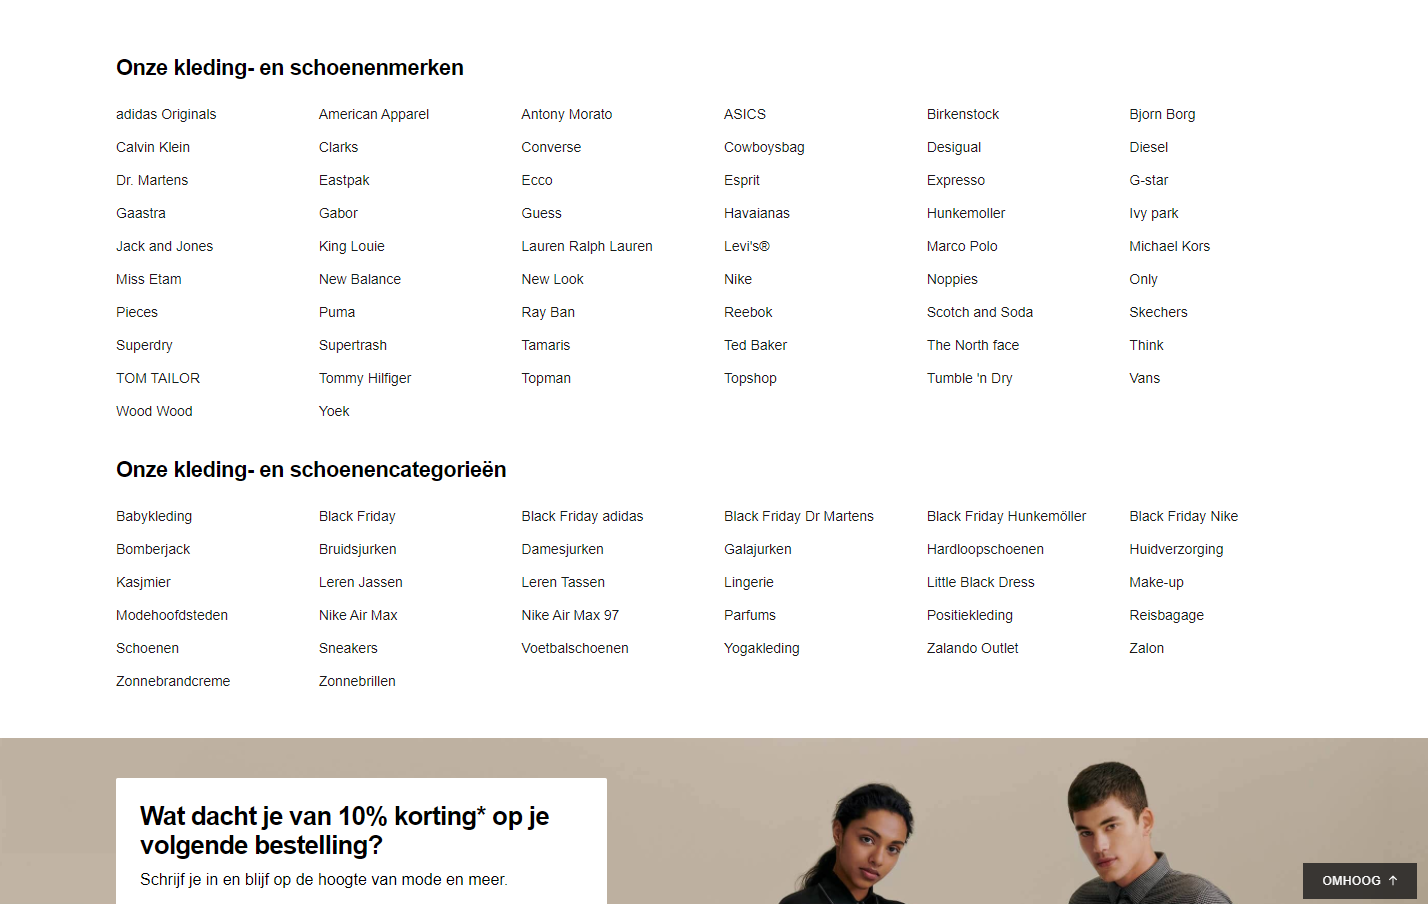 Onze kleding- en schoenenmerken
adidas Originals American Apparel Antony Morato ASICS Birkenstock Bjorn Borg
Calvin Klein Clarks Converse Cowboysbag Desigual Diesel
Dr. Martens Eastpak Ecco Esprit Expresso G-star
Gaastra Gabor Guess Havaianas Hunkemoller Ivy park
Jack and Jones King Louie Lauren Ralph Lauren Levi's® Marco Polo Michael Kors
Miss Etam New Balance New Look Nike Noppies Only
Pieces Puma Ray Ban Reebok Scotch and Soda Skechers
Superdry Supertrash Tamaris Ted Baker The North face Think
TOM TAILOR Tommy Hilfiger Topman Topshop Tumble 'n Dry Vans
Wood Wood Yoek
Onze kleding- en schoenencategorieën
Babykleding Black Friday Black Friday adidas Black Friday Dr Martens Black Friday Hunkemöller Black Friday Nike
Bomberjack Bruidsjurken Damesjurken Galajurken Hardloopschoenen Huidverzorging
Kasjmier Leren Jassen Leren Tassen Lingerie Little Black Dress Make-up
Modehoofdsteden Nike Air Max Nike Air Max 97 Parfums Positiekleding Reisbagage
Schoenen Sneakers Voetbalschoenen Yogakleding Zalando Outlet Zalon
Zonnebrandcreme Zonnebrillen
Wat dacht je van 10% korting* op je
volgende bestelling?
Schrijf je in en blijf op de hoogte van mode en meer.
OMHOOG ↑